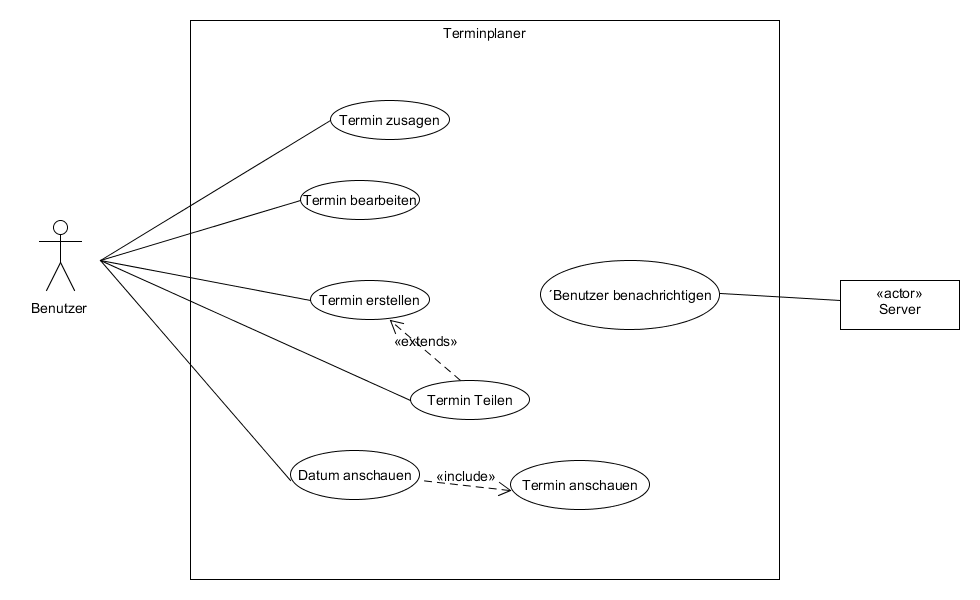 Terminplaner
Termin zusagen
Termin bearbeiten
Benutzer
Termin erstellen
´Benutzer benachrichtigen
«actor»
Server
«extends»
Termin Teilen
Datum anschauen
«include»
Termin anschauen